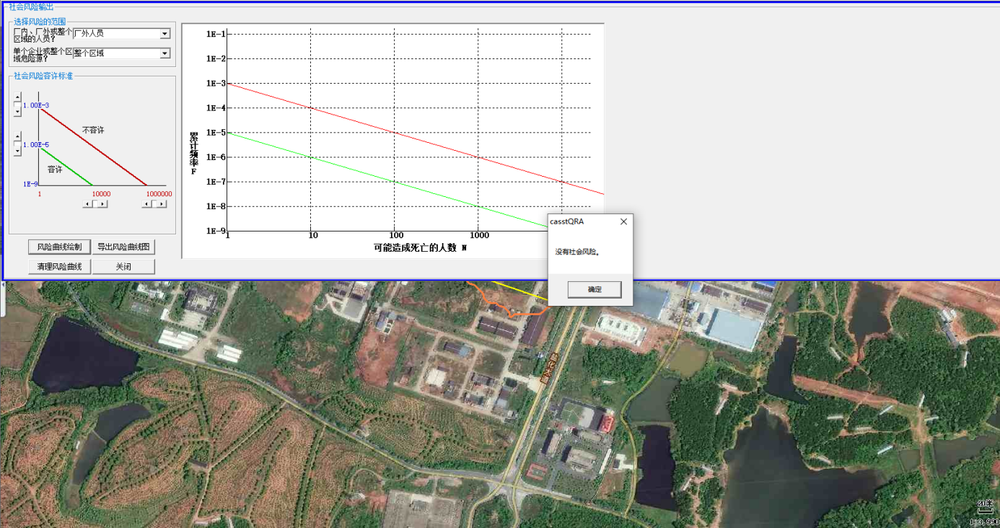 社会风险输出
选择风险的范围
厂内、厂外或整个
区域的人员?
厂外人员
单个企业或整个区
域危险源?
整个区域
社会风险容许标准
1.00E-3
不容许
1.00E-5
容许
1E-9
1
10000
1000000
风险曲线绘制
导出风险曲线图
清理风险曲线
关闭
1E-1
1E-2
1E-3
1E-4
1E-5
1E-6
1E-7
1E-8
1E-9
累计频率F
1
10
100
1000
可能造成死亡的人数 N
casstQRA
没有社会风险。
确定
盐化大道